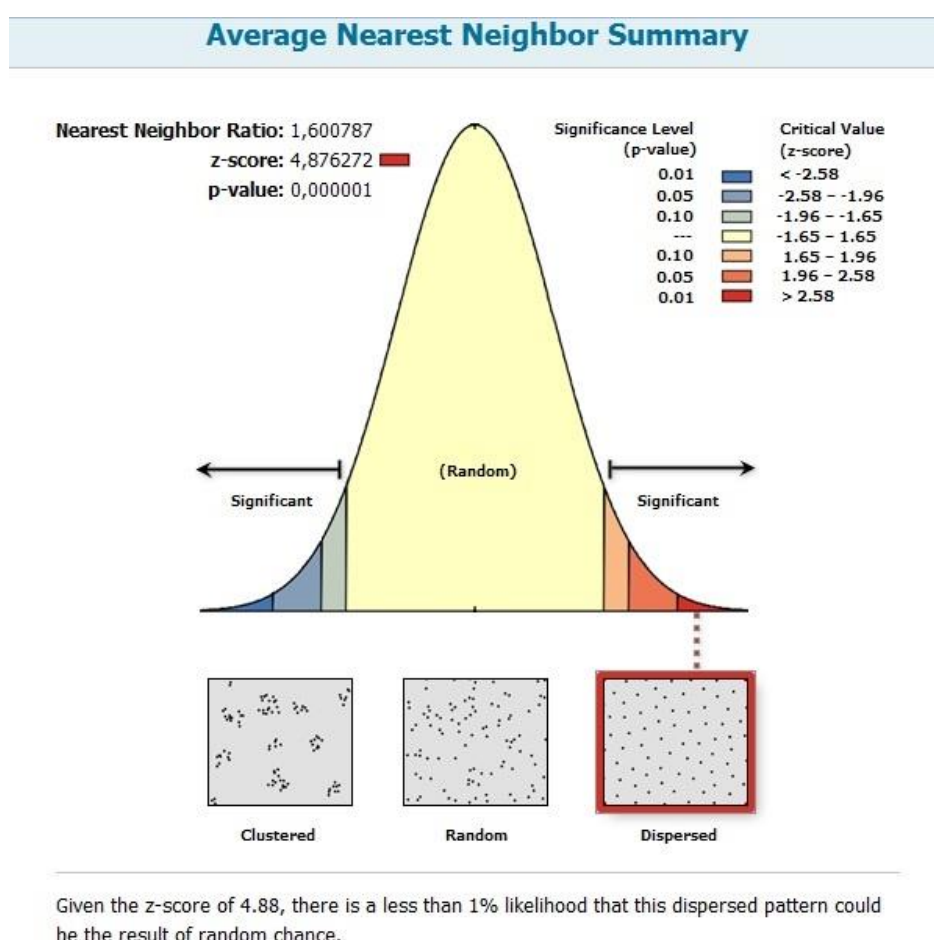 Average Nearest Neighbor Summary
Nearest Neighbor Ratio: 1,600787
z-score: 4,876272
p-value: 0,000001
Significance Level
(p-value)
Critical Value
(z-score)
0.01 < -2.58
0.05 -2.58 - -1.96
0.10 -1.96 - -1.65
--- -1.65 - 1.65
0.10 1.65 - 1.96
0.05 1.96 - 2.58
0.01 > 2.58
(Random)
Significant
Significant
Clustered
Random
Dispersed
Given the z-score of 4.88, there is a less than 1% likelihood that this dispersed pattern could
be the result of random chance.